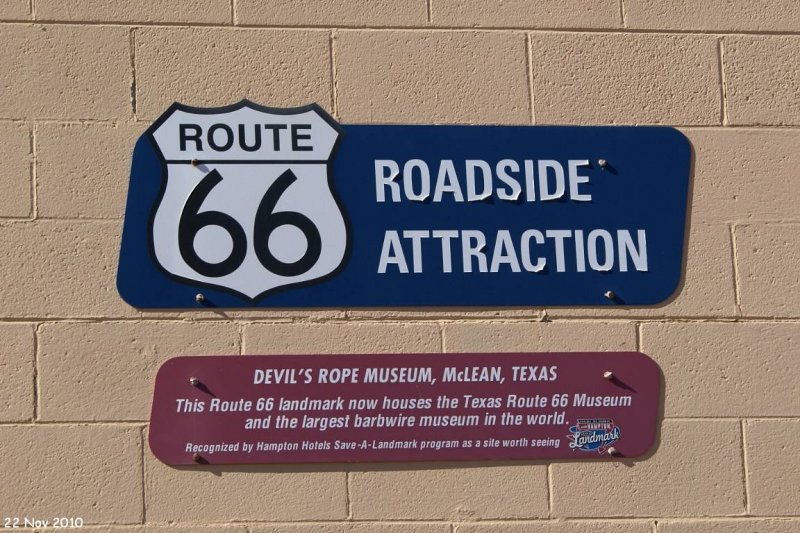 ROUTE
66
ROADSIDE
ATTRACTION
DEVIL'S ROPE MUSEUM, McLEAN, TEXAS
This Route 66 landmark now houses the Texas Route 66 Museum
and the largest barbwire museum in the world.
Recognized by Hampton Hotels Save-A-Landmark program as a site worth seeing
HAMPTON
Landmark
22 Nov 2010